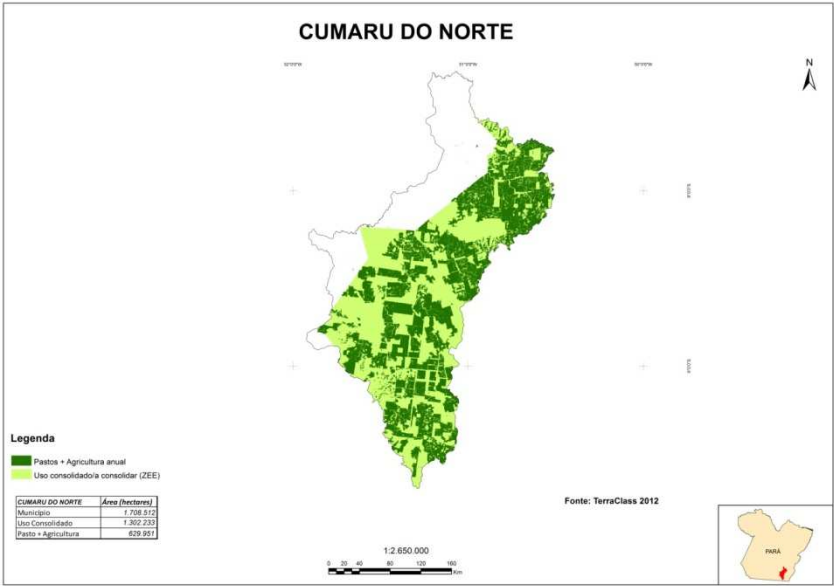 CUMARU DO NORTE
N
Legenda
Pastos + Agricultura anual
Uso consolidado/a consolidar (ZEE)
CUMARU DO NORTE Área (hectares)
Município 1.708.512
Uso Consolidado 1.302.233
Pasto + Agricultura 629.951
Fonte: TerraClass 2012
1:2.650.000
0 20 40 80 120 160
Km
PARÁ